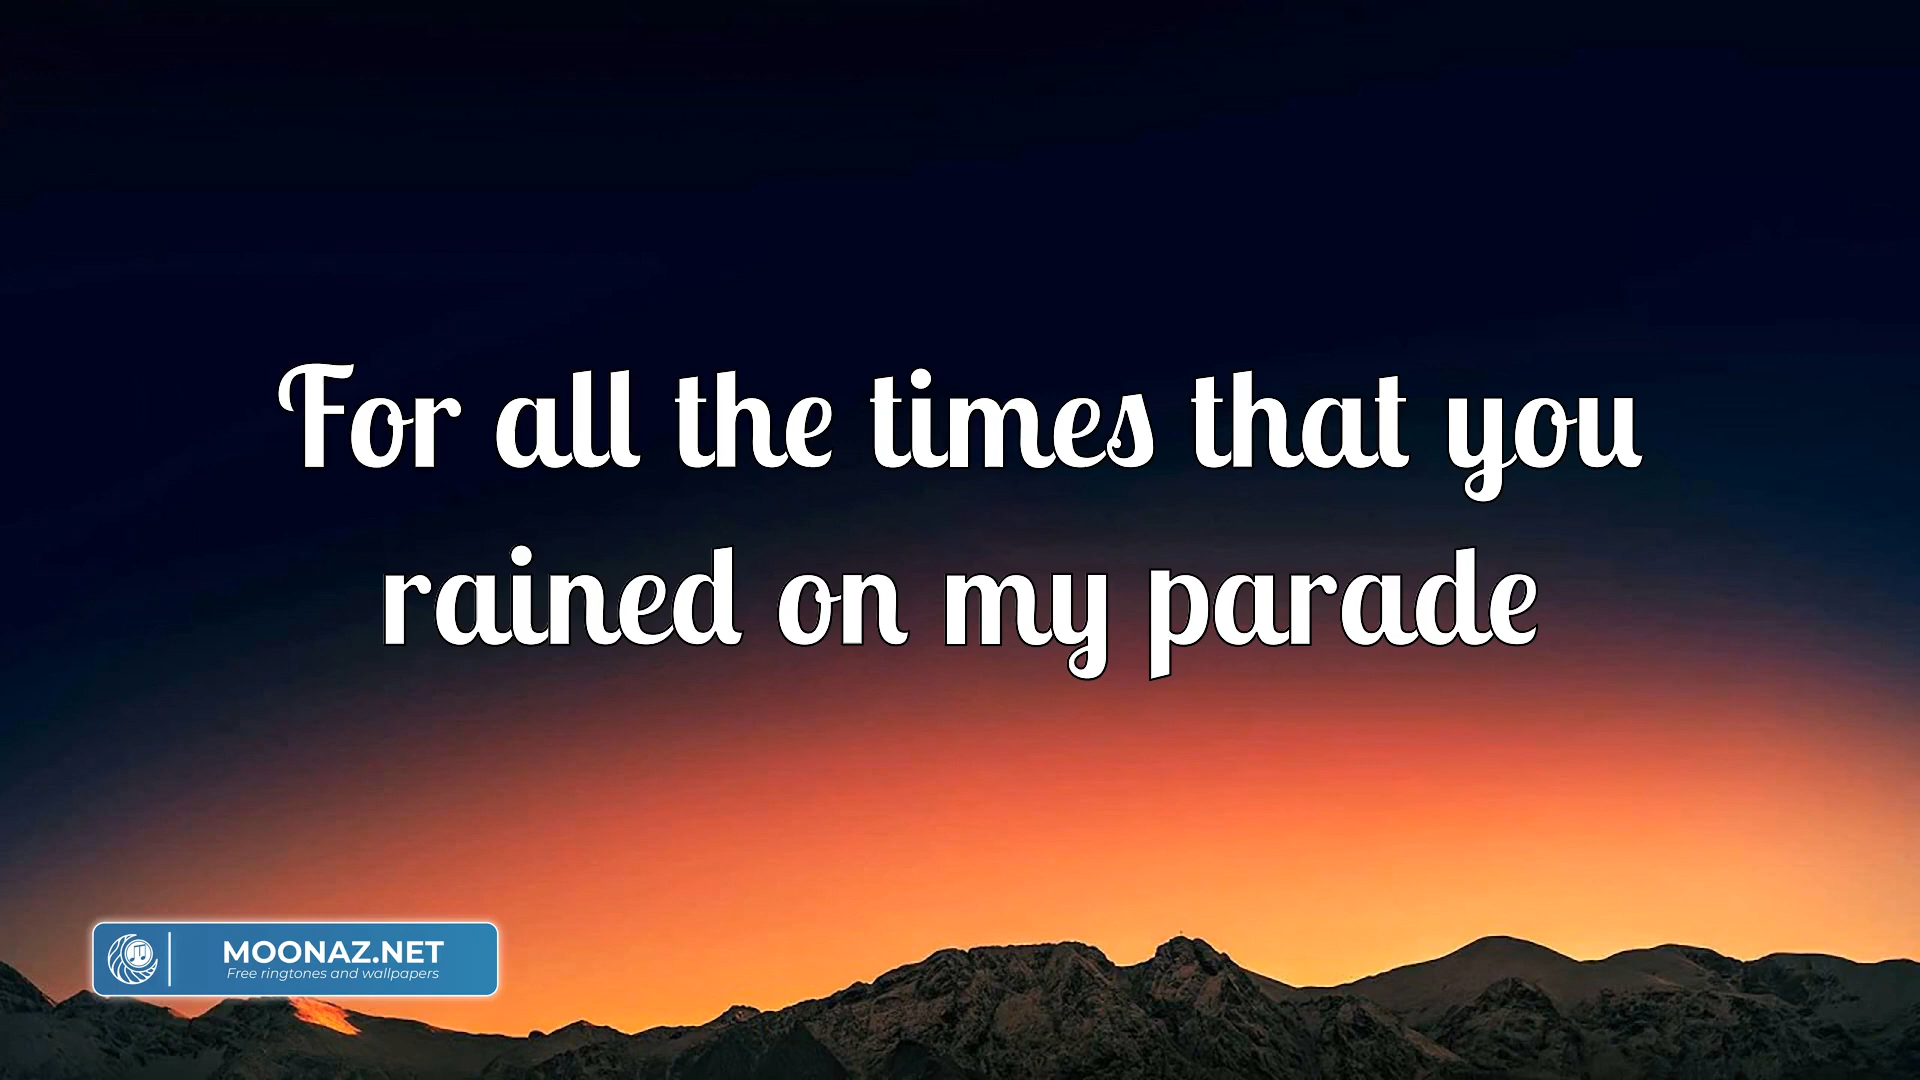 For all the times that you
rained on my parade
MOONAZ.NET
Free ringtones and wallpapers